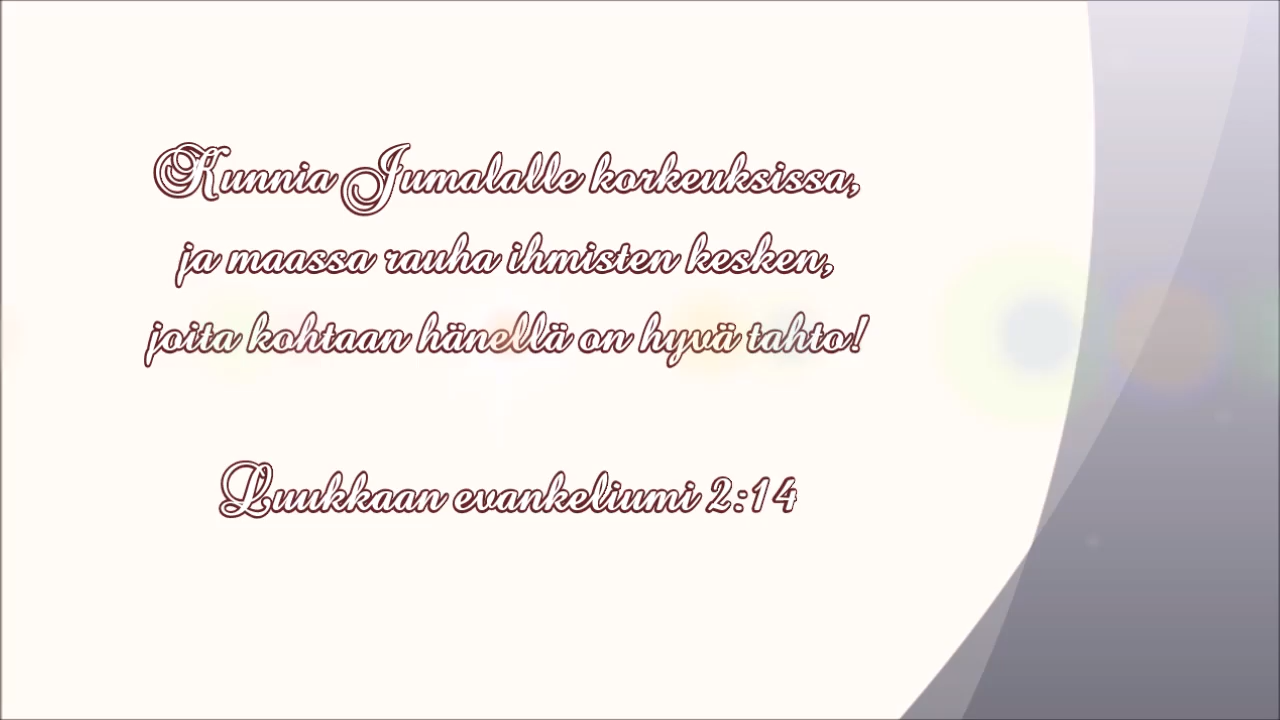 Kunnia Jumalalle korkeuksissa,
ja maassa rauha ihmisten kesken,
joita kohtaan hänellä on hyvä tahto!
Luukkaan evankeliumi 2:14